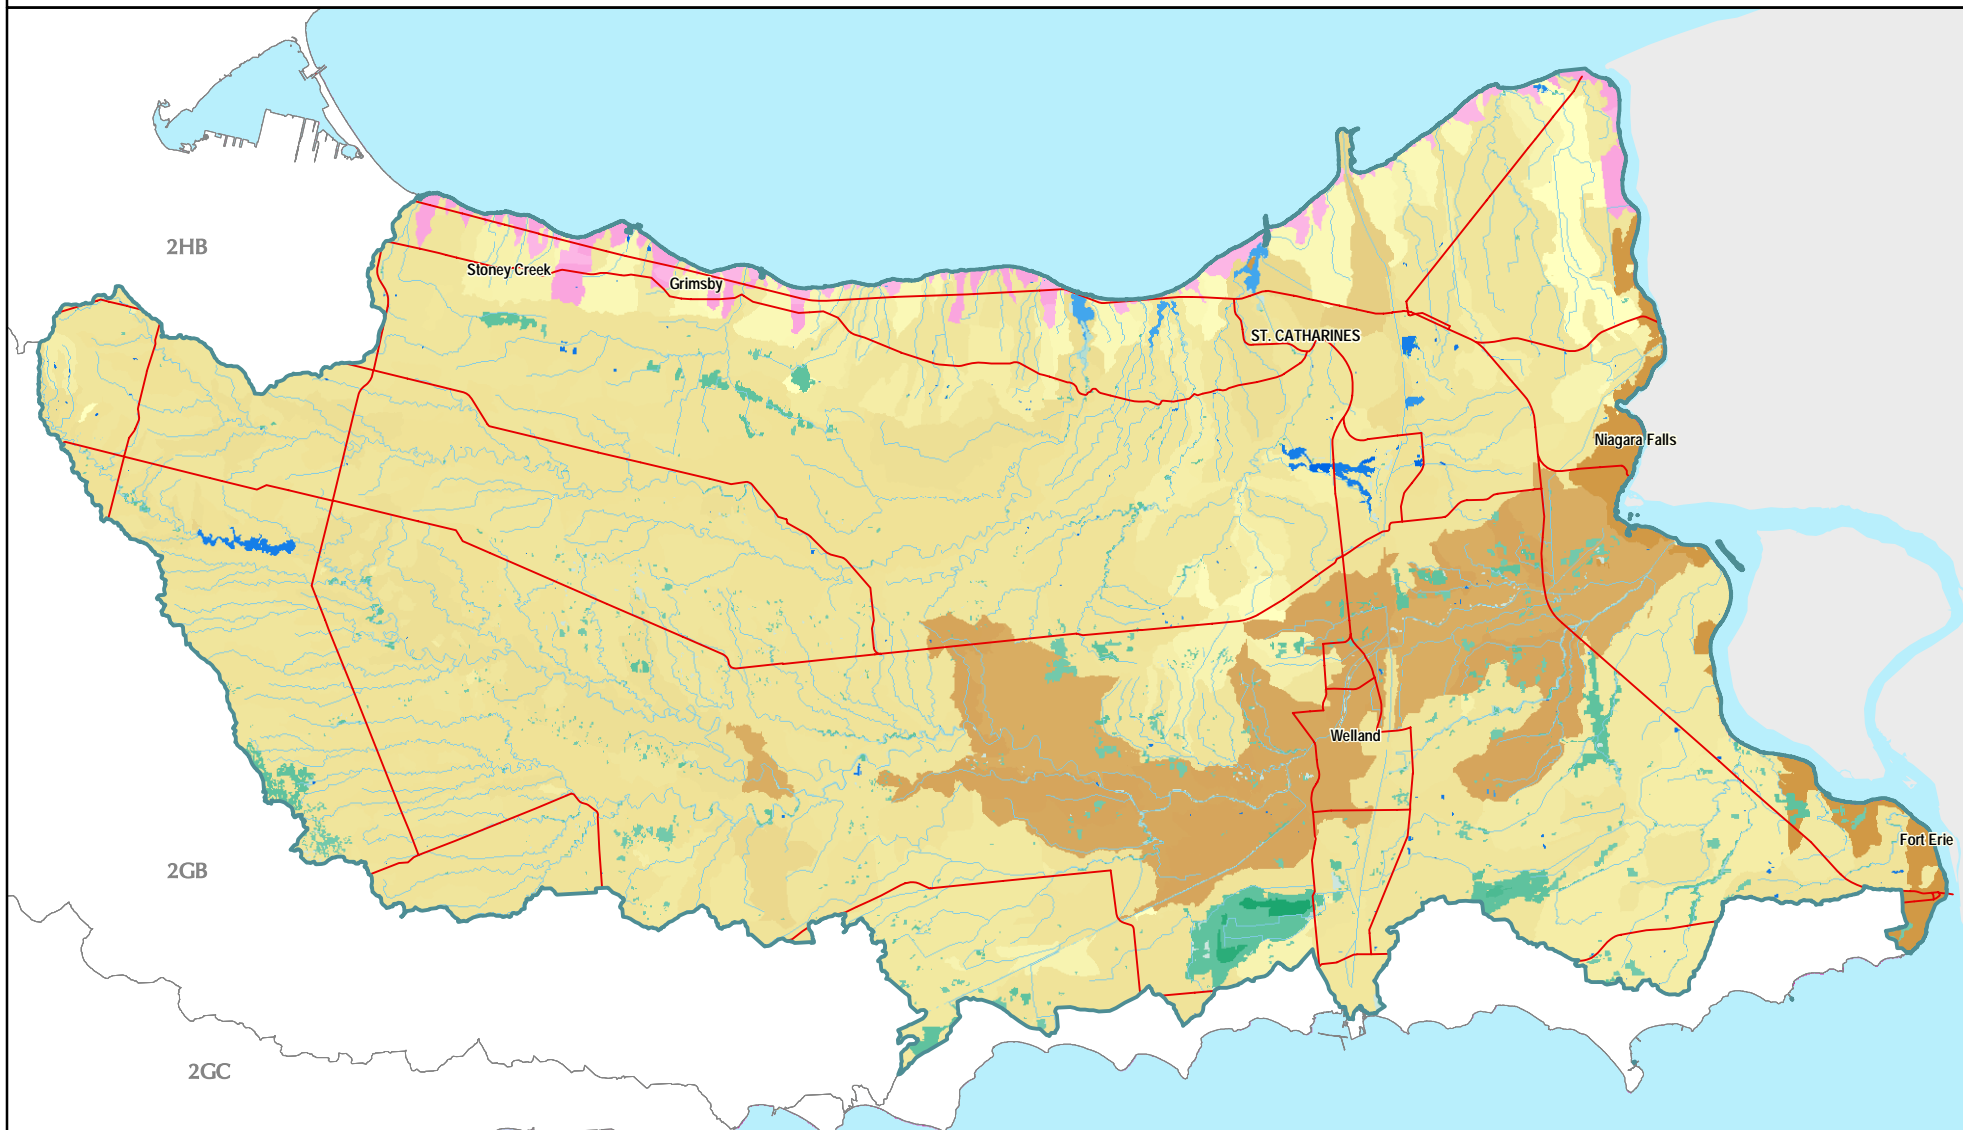 2HB
Stoney Creek
Grimsby
ST. CATHARINES
Niagara Falls
Welland
Fort Erie
2GB
2GC